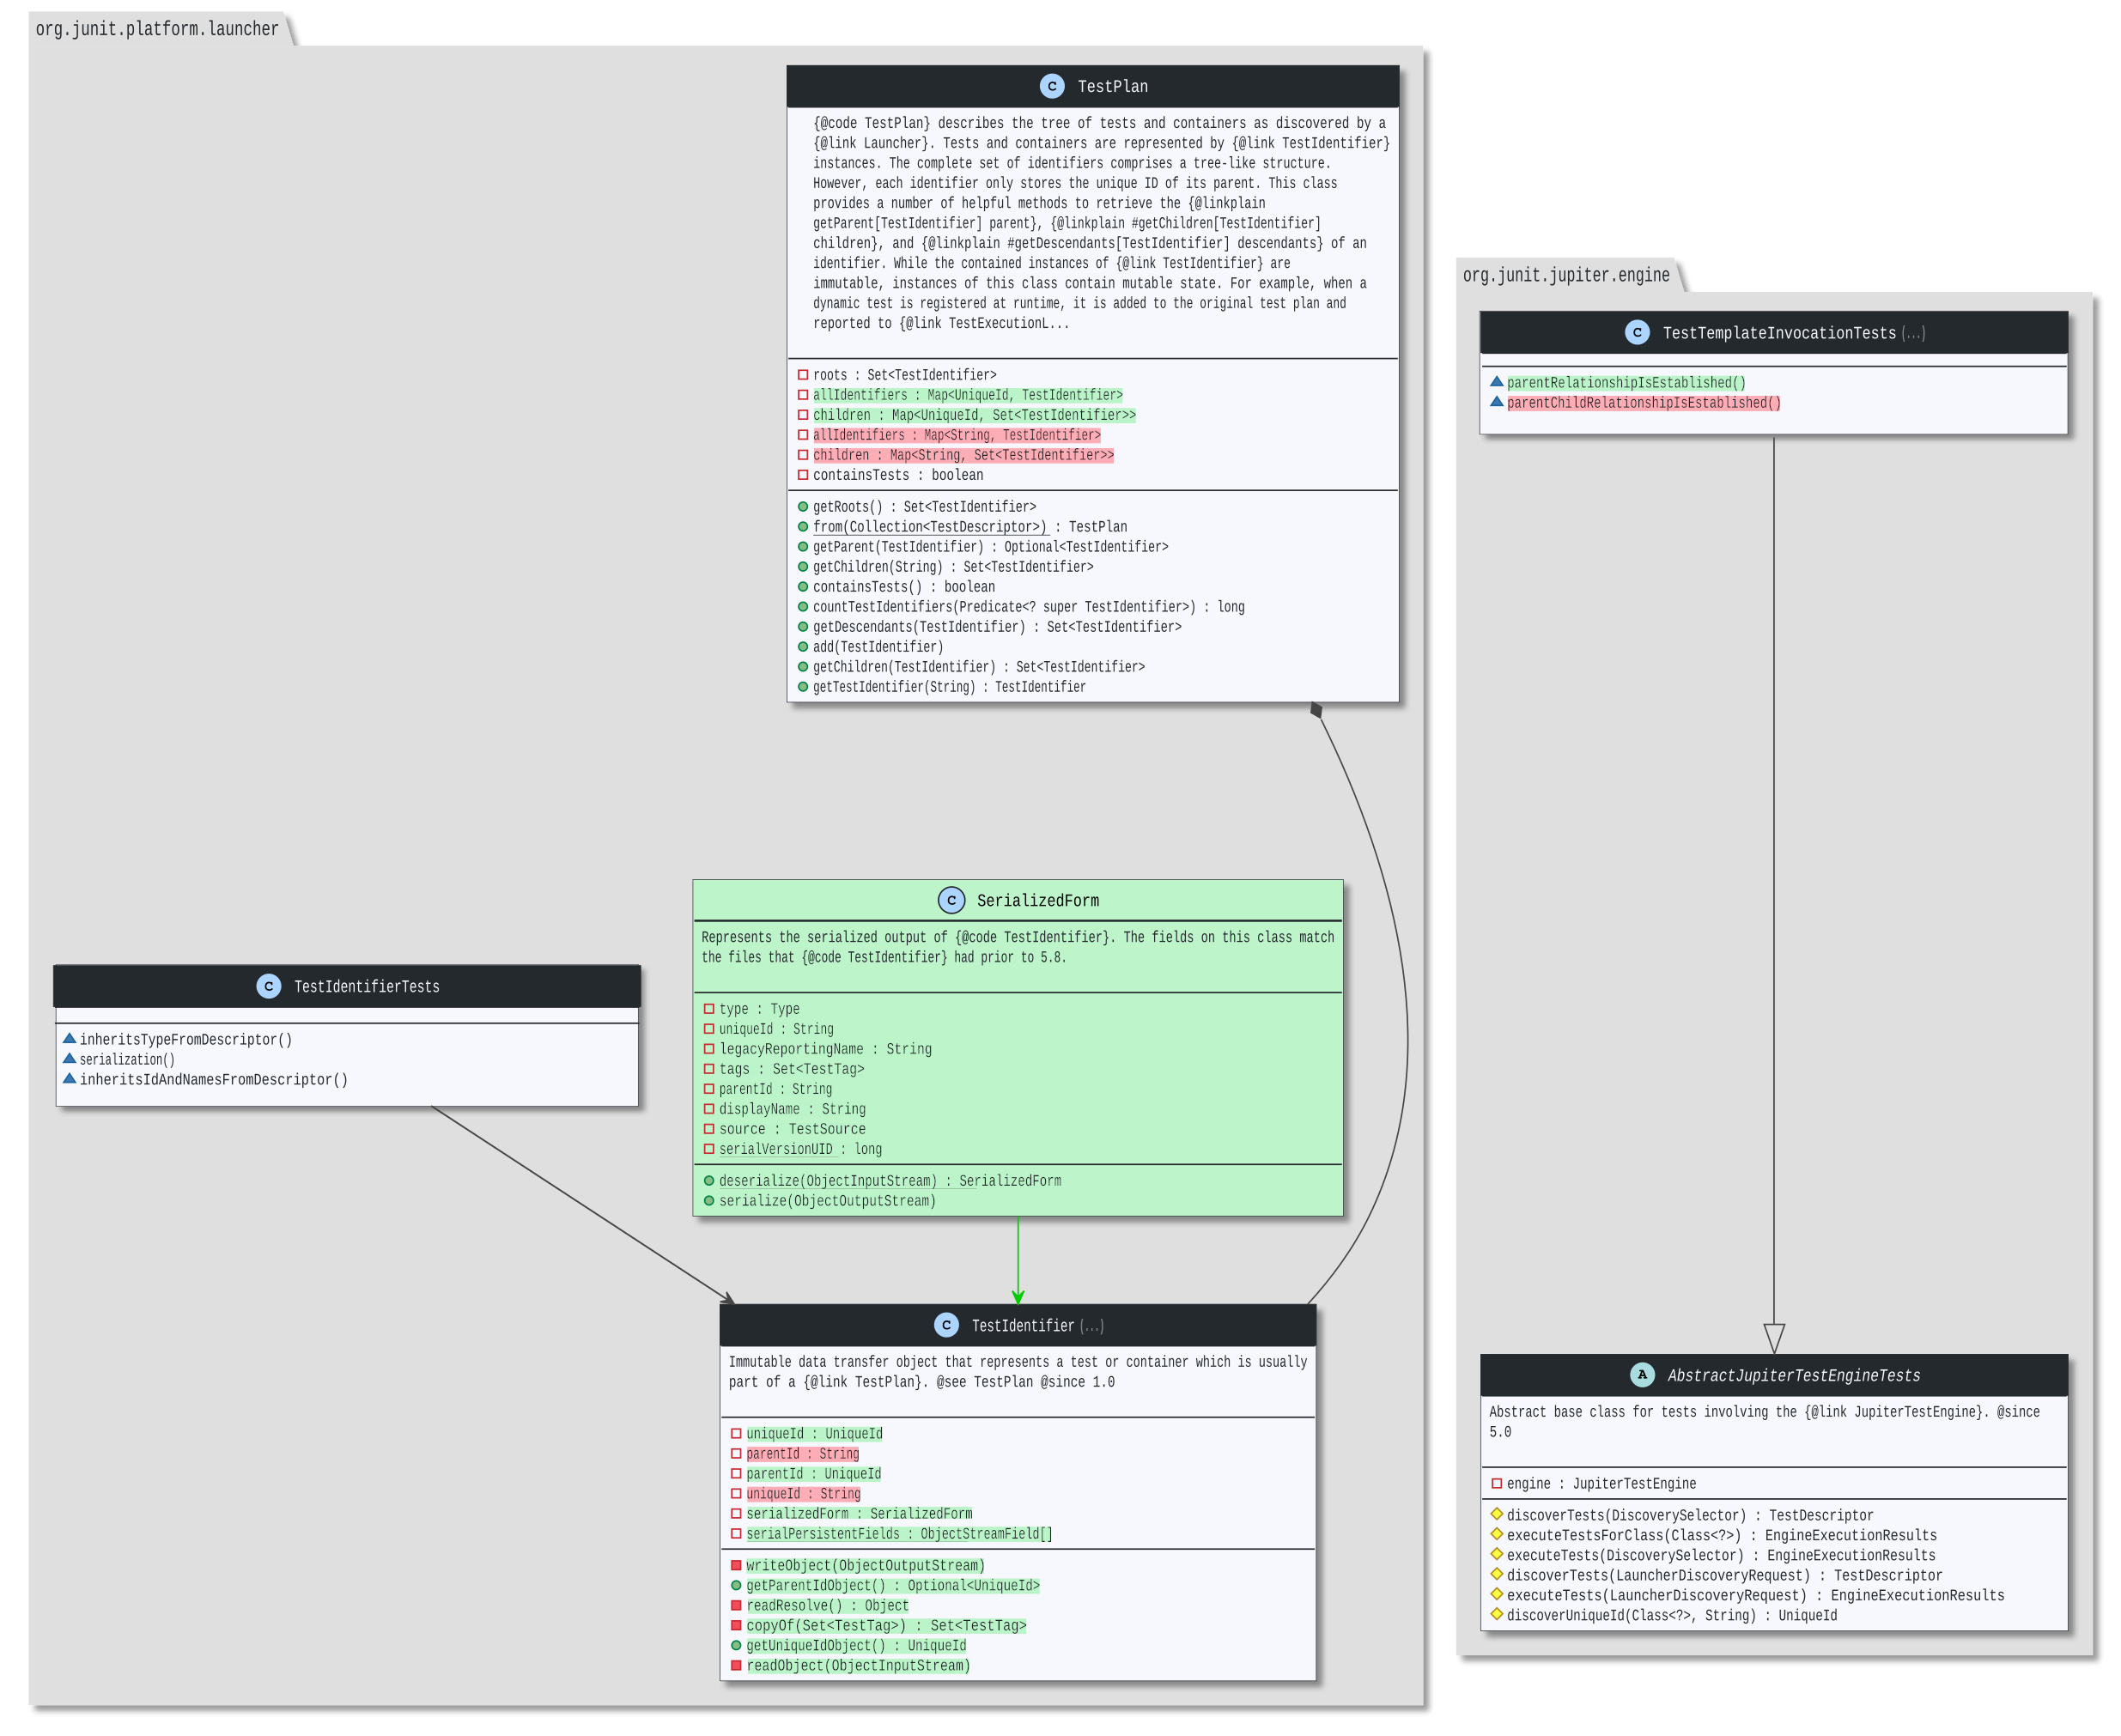 org.junit.platform.launcher
C TestPlan
{@code TestPlan} describes the tree of tests and containers as discovered by a
{@link Launcher}. Tests and containers are represented by {@link TestIdentifier}
instances. The complete set of identifiers comprises a tree-like structure.
However, each identifier only stores the unique ID of its parent. This class
provides a number of helpful methods to retrieve the {@linkplain
getParent[TestIdentifier] parent}, {@linkplain #getChildren[TestIdentifier]
children}, and {@linkplain #getDescendants[TestIdentifier] descendants} of an
identifier. While the contained instances of {@link TestIdentifier} are
immutable, instances of this class contain mutable state. For example, when a
dynamic test is registered at runtime, it is added to the original test plan and
reported to {@link TestExecutionL...
roots : Set<TestIdentifier>
allIdentifiers : Map<UniqueId, TestIdentifier>
children : Map<UniqueId, Set<TestIdentifier>>
allIdentifiers : Map<String, TestIdentifier>
children : Map<String, Set<TestIdentifier>>
containsTests : boolean
getRoots() : Set<TestIdentifier>
from(Collection<TestDescriptor>) : TestPlan
getParent(TestIdentifier) : Optional<TestIdentifier>
getChildren(String) : Set<TestIdentifier>
containsTests() : boolean
countTestIdentifiers(Predicate<? super TestIdentifier>) : long
getDescendants(TestIdentifier) : Set<TestIdentifier>
add(TestIdentifier)
getChildren(TestIdentifier) : Set<TestIdentifier>
getTestIdentifier(String) : TestIdentifier
C SerializedForm
Represents the serialized output of {@code TestIdentifier}. The fields on this class match
the files that {@code TestIdentifier} had prior to 5.8.
type : Type
uniqueId : String
legacyReportingName : String
tags : Set<TestTag>
parentId : String
displayName : String
source : TestSource
serialVersionUID : long
deserialize(ObjectInputStream) : SerializedForm
serialize(ObjectOutputStream)
C TestIdentifierTests
inheritsTypeFromDescriptor()
serialization()
inheritsIdAndNamesFromDescriptor()
C TestIdentifier (...)
Immutable data transfer object that represents a test or container which is usually
part of a {@link TestPlan}. @see TestPlan @since 1.0
uniqueId : UniqueId
parentId : String
parentId : UniqueId
uniqueId : String
serializedForm : SerializedForm
serialPersistentFields : ObjectStreamField[]
writeObject(ObjectOutputStream)
getParentIdObject() : Optional<UniqueId>
readResolve() : Object
copyOf(Set<TestTag>) : Set<TestTag>
getUniqueIdObject() : UniqueId
readObject(ObjectInputStream)
org.junit.jupiter.engine
C TestTemplateInvocationTests (...)
parentRelationshipIsEstablished()
parentChildRelationshipIsEstablished()
A AbstractJupiterTestEngineTests
Abstract base class for tests involving the {@link JupiterTestEngine}. @since
5.0
engine : JupiterTestEngine
discoverTests(DiscoverySelector) : TestDescriptor
executeTestsForClass(Class<?>) : EngineExecutionResults
executeTests(DiscoverySelector) : EngineExecutionResults
discoverTests(LauncherDiscoveryRequest) : TestDescriptor
executeTests(LauncherDiscoveryRequest) : EngineExecutionResults
discoverUniqueId(Class<?>, String) : UniqueId